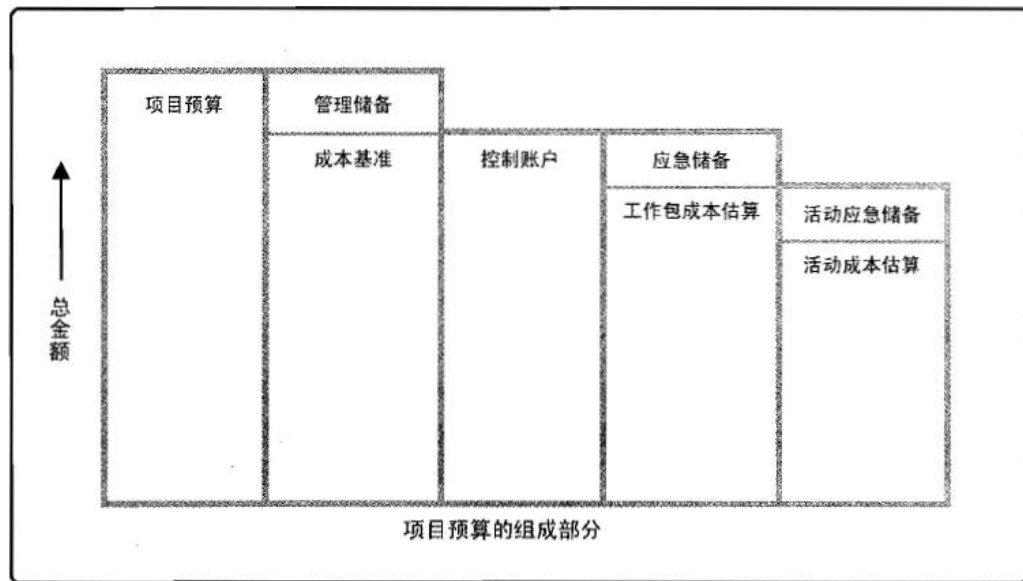 项目预算
管理储备
成本基准
控制账户
应急储备
工作包成本估算
活动应急储备
活动成本估算
总金额
项目预算的组成部分